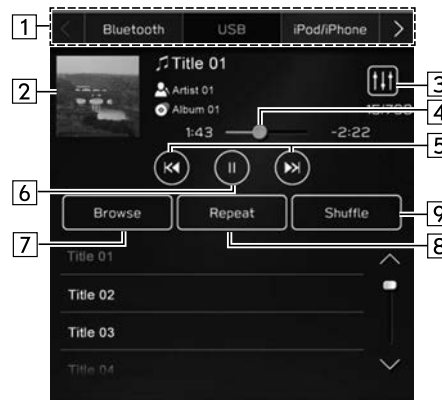 1 Bluetooth USB iPod/iPhone
2 Title 01 3
Artist 01
Album 01 4
1:43 -2:22 5
6
Browse Repeat Shuffle 9
7 8
Title 01
Title 02
Title 03
Title 04